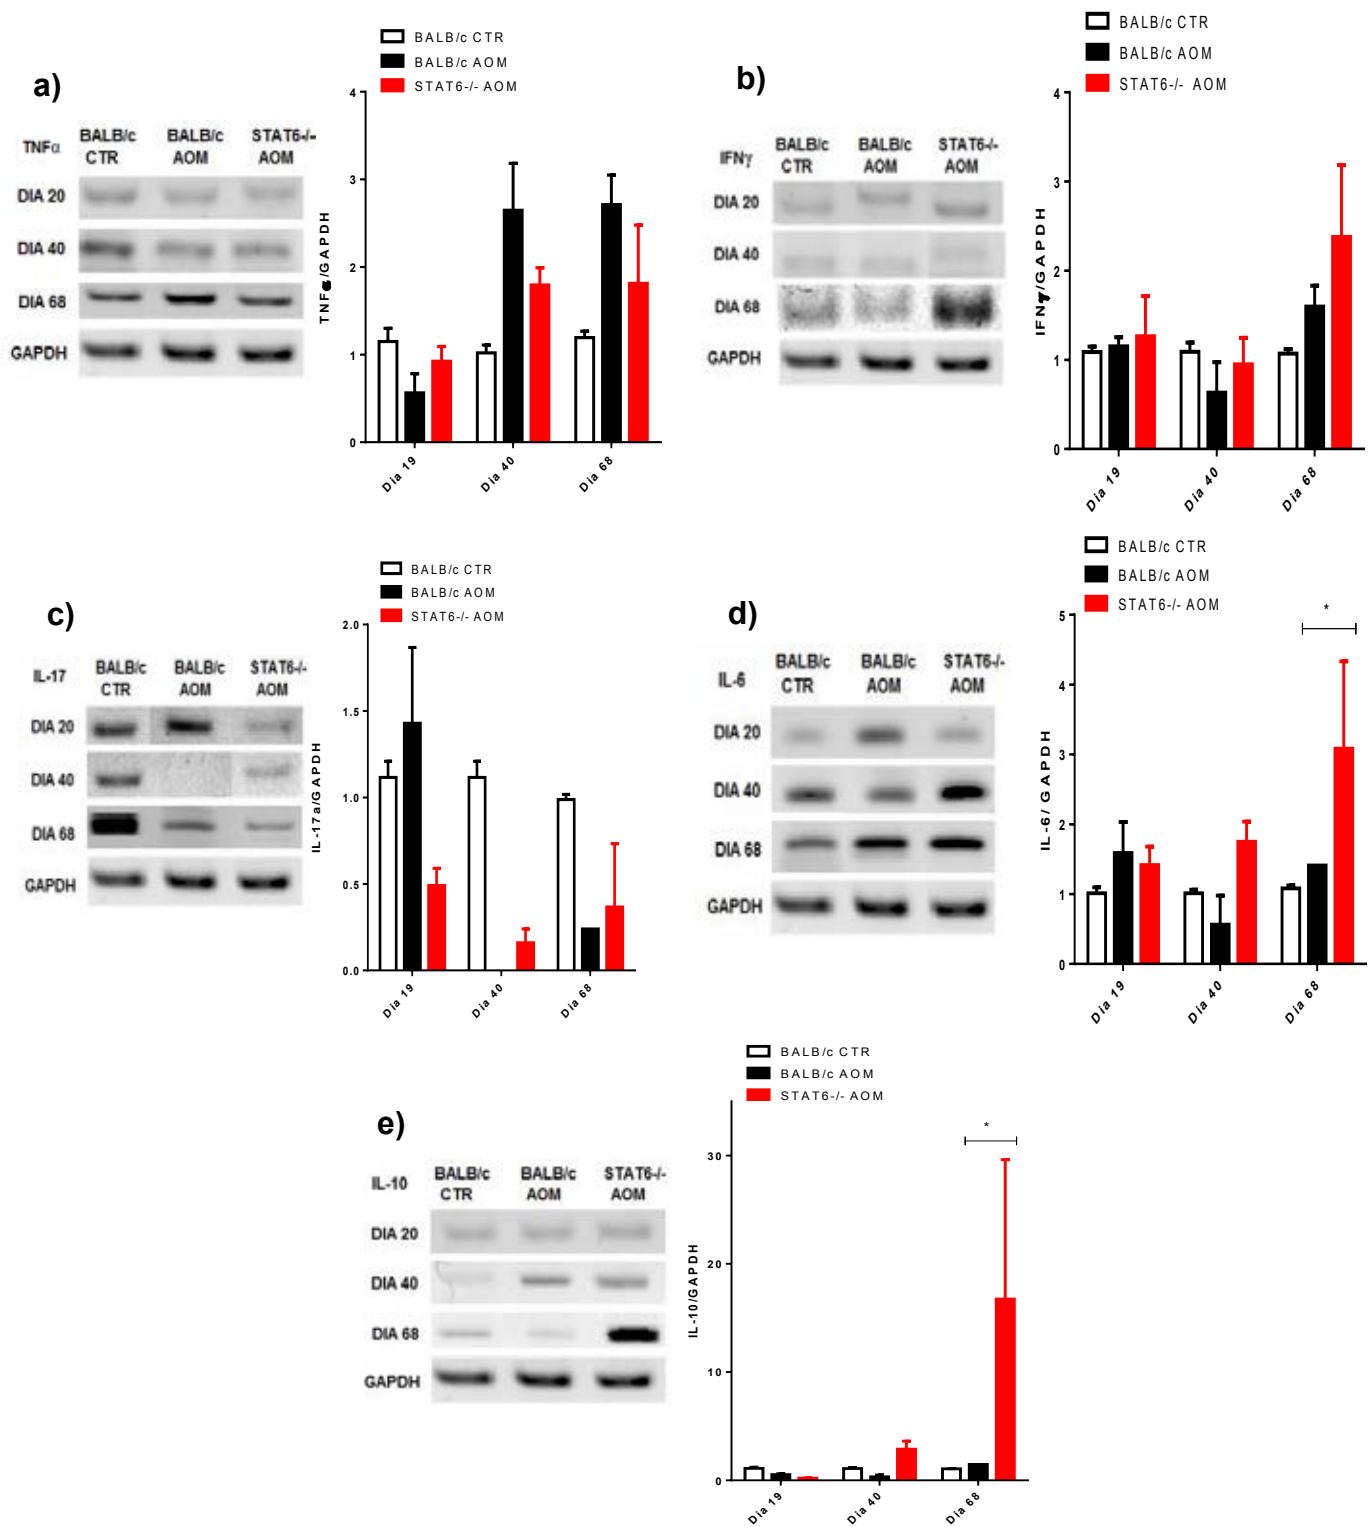 a)
TNFα
BALB/c CTR
BALB/c AOM
STAT6-/- AOM
DIA 20
DIA 40
DIA 68
GAPDH
BALB/c CTR
BALB/c AOM
STAT6-/- AOM
TNFα/GAPDH
4
3
2
1
0
Dia 19
Dia 40
Dia 68
b)
IFNγ
BALB/c CTR
BALB/c AOM
STAT6-/- AOM
DIA 20
DIA 40
DIA 68
GAPDH
BALB/c CTR
BALB/c AOM
STAT6-/- AOM
IFNγ/GAPDH
4
3
2
1
0
Dia 19
Dia 40
Dia 68
c)
IL-17
BALB/c CTR
BALB/c AOM
STAT6-/- AOM
DIA 20
DIA 40
DIA 68
GAPDH
BALB/c CTR
BALB/c AOM
STAT6-/- AOM
IL-17a/GAPDH
2.0
1.5
1.0
0.5
0.0
Dia 19
Dia 40
Dia 68
d)
IL-6
BALB/c CTR
BALB/c AOM
STAT6-/- AOM
DIA 20
DIA 40
DIA 68
GAPDH
BALB/c CTR
BALB/c AOM
STAT6-/- AOM
IL-6/ GAPDH
5
4
3
2
1
0
*
Dia 19
Dia 40
Dia 68
e)
IL-10
BALB/c CTR
BALB/c AOM
STAT6-/- AOM
DIA 20
DIA 40
DIA 68
GAPDH
BALB/c CTR
BALB/c AOM
STAT6-/- AOM
IL-10/GAPDH
30
20
10
0
*
Dia 19
Dia 40
Dia 68